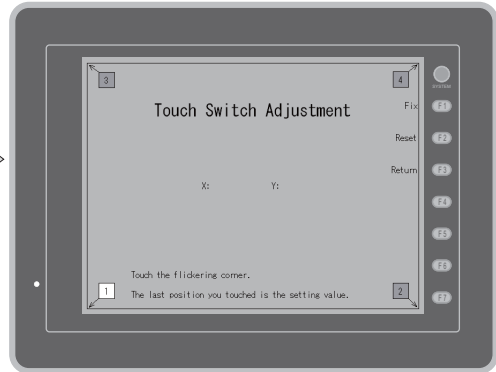 3
4
SYSTEM
Touch Switch Adjustment
Fix
F1
Reset
F2
Return
F3
X: Y:
F4
F5
Touch the flickering corner.
F6
1
The last position you touched is the setting value.
2
F7